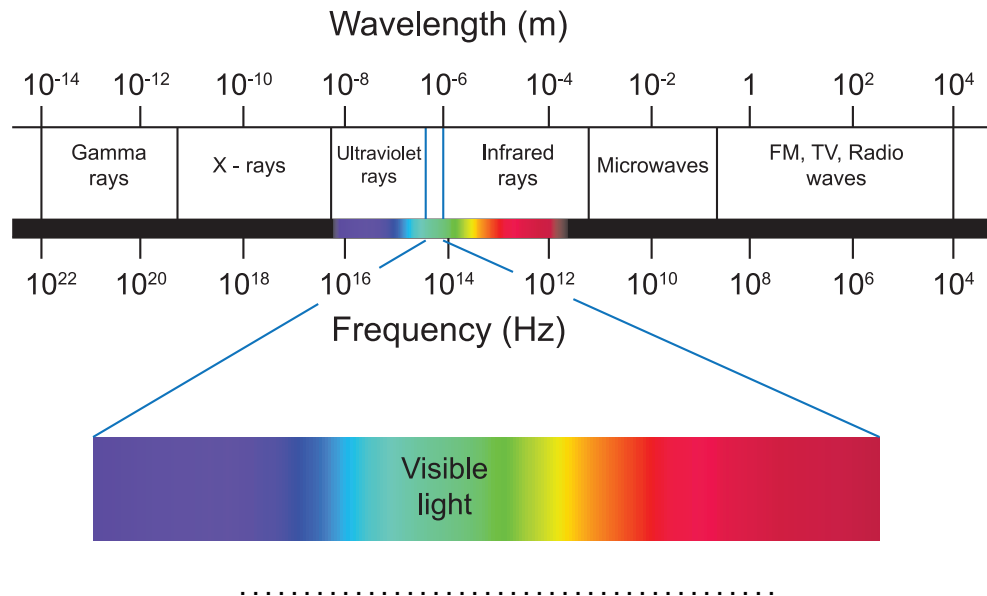 Wavelength (m)
10⁻¹⁴ 10⁻¹² 10⁻¹⁰ 10⁻⁸ 10⁻⁶ 10⁻⁴ 10⁻² 1 10² 10⁴
Gamma rays X - rays Ultraviolet rays Infrared rays Microwaves FM, TV, Radio waves
10²² 10²⁰ 10¹⁸ 10¹⁶ 10¹⁴ 10¹² 10¹⁰ 10⁸ 10⁶ 10⁴
Frequency (Hz)
Visible
light